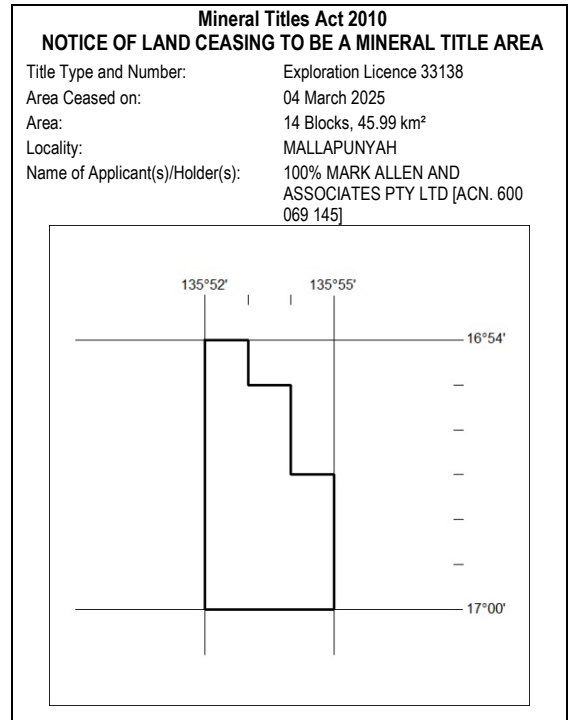 Mineral Titles Act 2010
NOTICE OF LAND CEASING TO BE A MINERAL TITLE AREA
Title Type and Number: Exploration Licence 33138
Area Ceased on: 04 March 2025
Area: 14 Blocks, 45.99 km²
Locality: MALLAPUNYAH
Name of Applicant(s)/Holder(s): 100% MARK ALLEN AND
ASSOCIATES PTY LTD [ACN. 600
069 145]
135°52' 135°55'
16°54'
17°00'